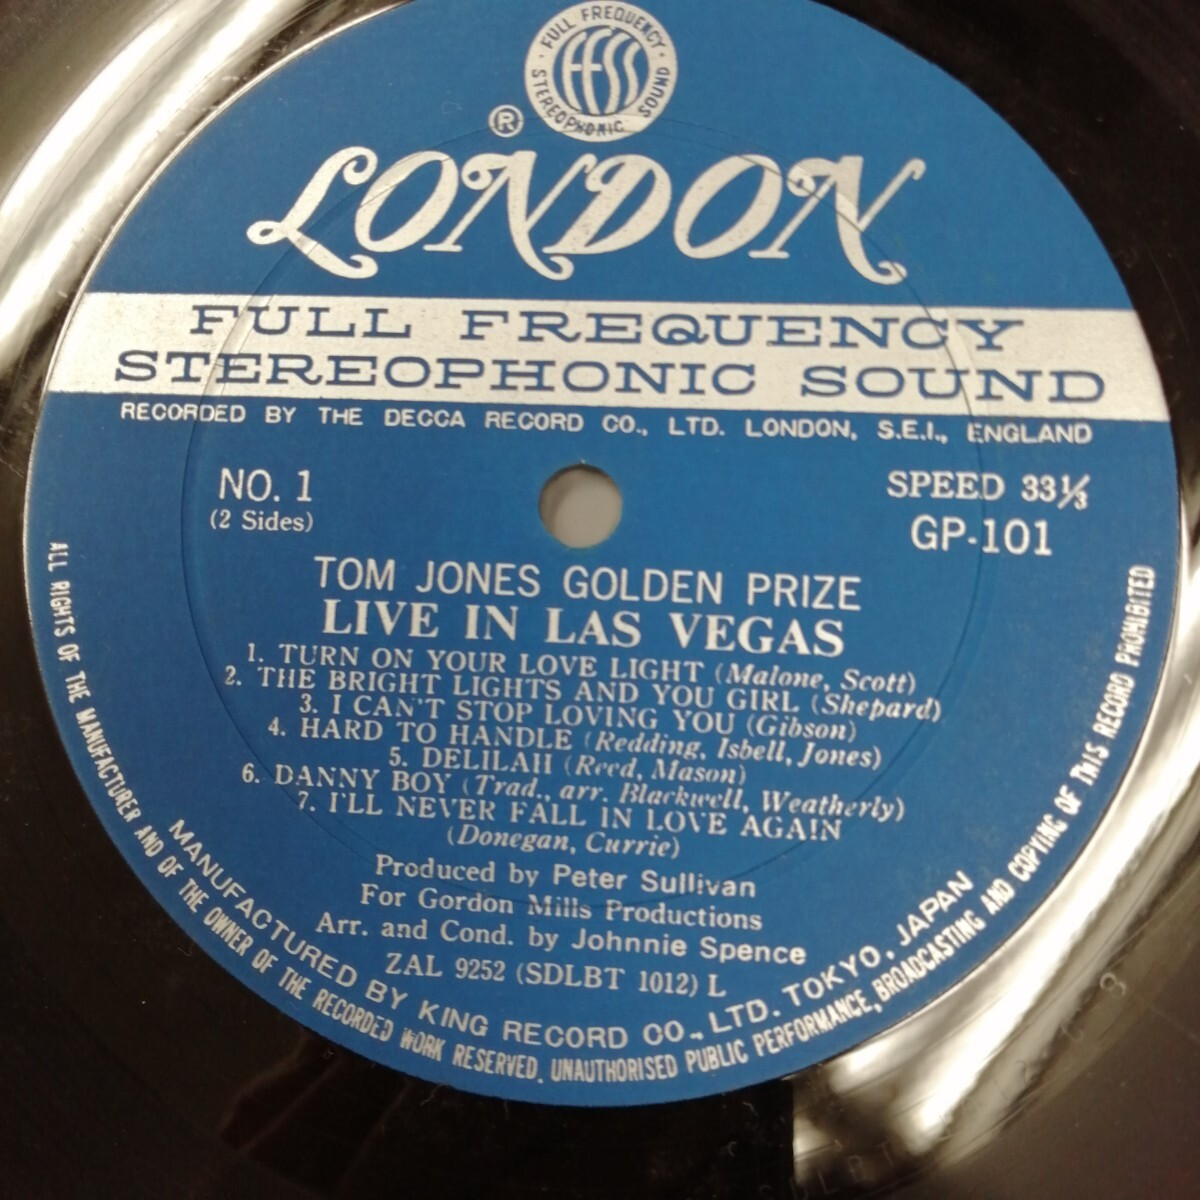 FULL FREQUENCY
FFSS
STEREOPHONIC SOUND
®
LONDON
FULL FREQUENCY
STEREOPHONIC SOUND
RECORDED BY THE DECCA RECORD CO., LTD. LONDON, S.E.I., ENGLAND
NO. 1
(2 Sides)
SPEED 33⅓
GP-101
TOM JONES GOLDEN PRIZE
LIVE IN LAS VEGAS
1. TURN ON YOUR LOVE LIGHT (Malone, Scott)
2. THE BRIGHT LIGHTS AND YOU GIRL (Shepard)
3. I CAN'T STOP LOVING YOU (Gibson)
4. HARD TO HANDLE (Redding, Isbell, Jones)
5. DELILAH (Reed, Mason)
6. DANNY BOY (Trad., arr. Blackwell, Weatherly)
7. I'LL NEVER FALL IN LOVE AGAIN
(Donegan, Currie)
Produced by Peter Sullivan
For Gordon Mills Productions
Arr. and Cond. by Johnnie Spence
ZAL 9252 (SDLBT 1012) L
MANUFACTURED BY KING RECORD CO., LTD. TOKYO, JAPAN
ALL RIGHTS OF THE MANUFACTURER AND OF THE OWNER OF THE RECORDED WORK RESERVED. UNAUTHORISED PUBLIC PERFORMANCE, BROADCASTING AND COPYING OF THIS RECORD PROHIBITED